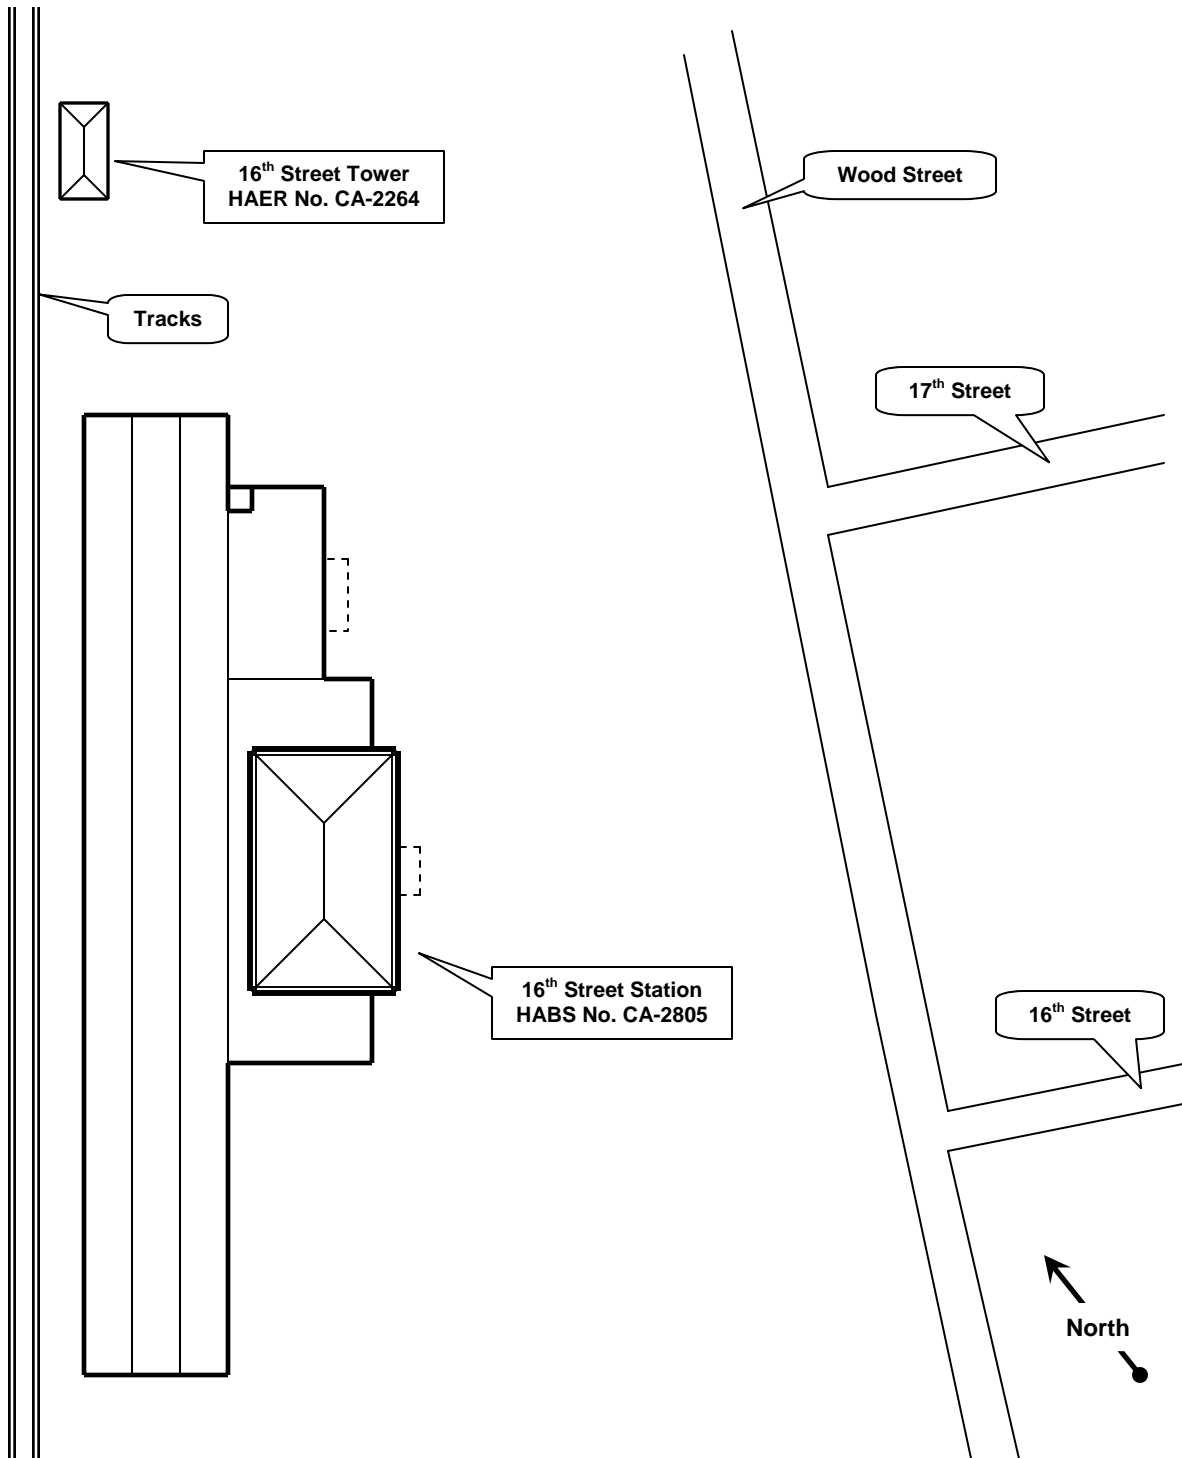 16th Street Tower
HAER No. CA-2264
Wood Street
Tracks
17th Street
16th Street Station
HABS No. CA-2805
16th Street
North